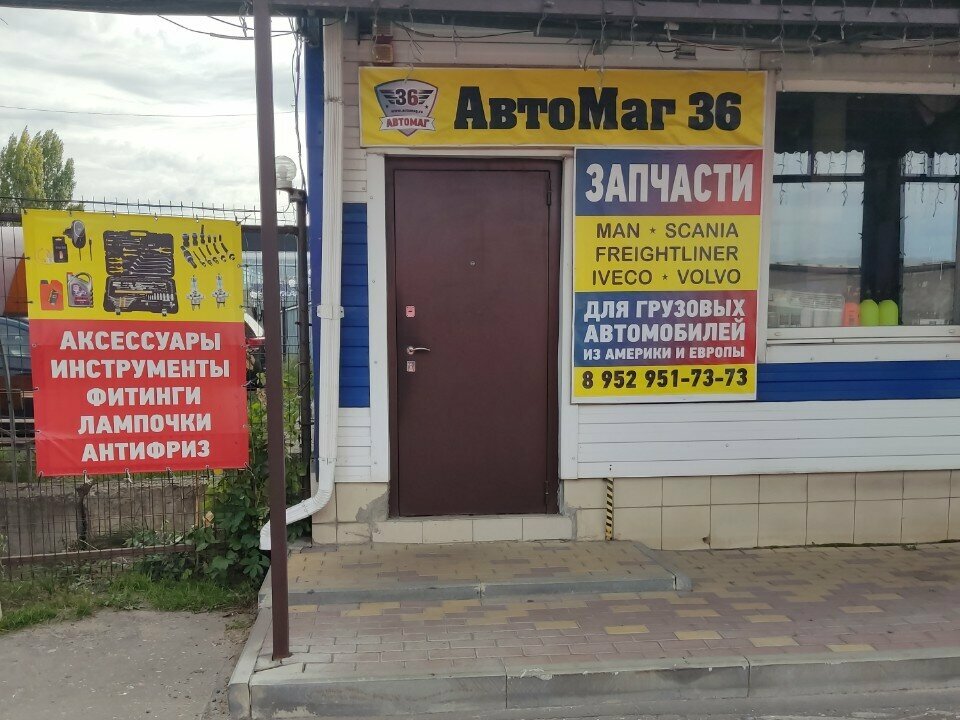 36
АВТОМАГ
АвтоМаг 36
ЗАПЧАСТИ
MAN ★ SCANIA
FREIGHTLINER
IVECO ★ VOLVO
ДЛЯ ГРУЗОВЫХ
АВТОМОБИЛЕЙ
ИЗ АМЕРИКИ И ЕВРОПЫ
8 952 951-73-73
АКСЕССУАРЫ
ИНСТРУМЕНТЫ
ФИТИНГИ
ЛАМПОЧКИ
АНТИФРИЗ